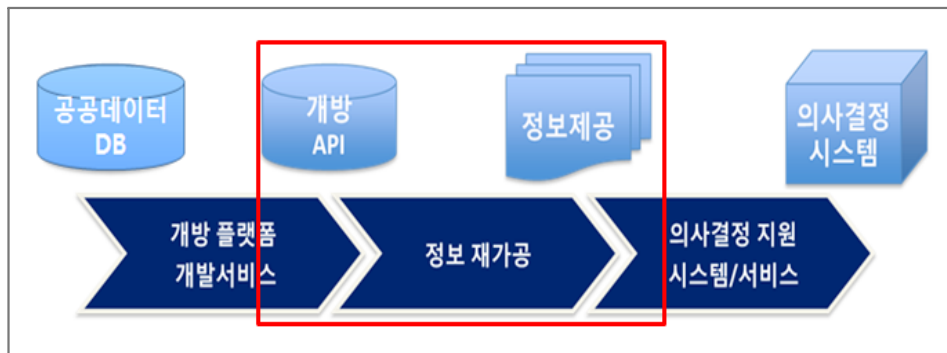 공공데이터
DB
개방
API
정보제공
의사결정
시스템
개방 플랫폼
개발서비스
정보 재가공
의사결정 지원
시스템/서비스